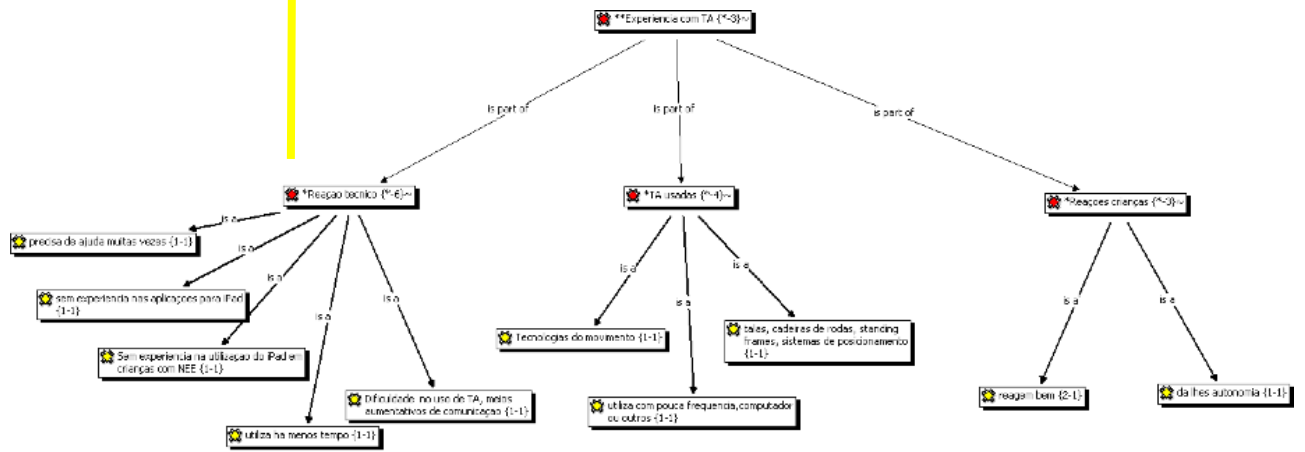 **Experiencia com TA {*-3}~
is part of
is part of
is part of
*Reaçao tecnico {*-6}~
*TA usadas {*-4}~
*Reaçoes crianças {*-3}~
is a
precisa de ajuda muitas vezes {1-1}
is a
is a
is a
is a
is a
is a
is a
is a
is a
sem experiencia nas aplicaçoes para iPad
{1-1}
Tecnologias do movimento {1-1}
talas, cadeiras de rodas, standing
frames, sistemas de posicionamento
{1-1}
Sem experiencia na utilização do iPad em
crianças com NEE {1-1}
Dificuldade no uso de TA, meios
aumentativos de comunicaçao {1-1}
utiliza com pouca frequencia,computador
ou outros {1-1}
reagem bem {2-1}
da lhes autonomia {1-1}
utiliza ha menos tempo {1-1}